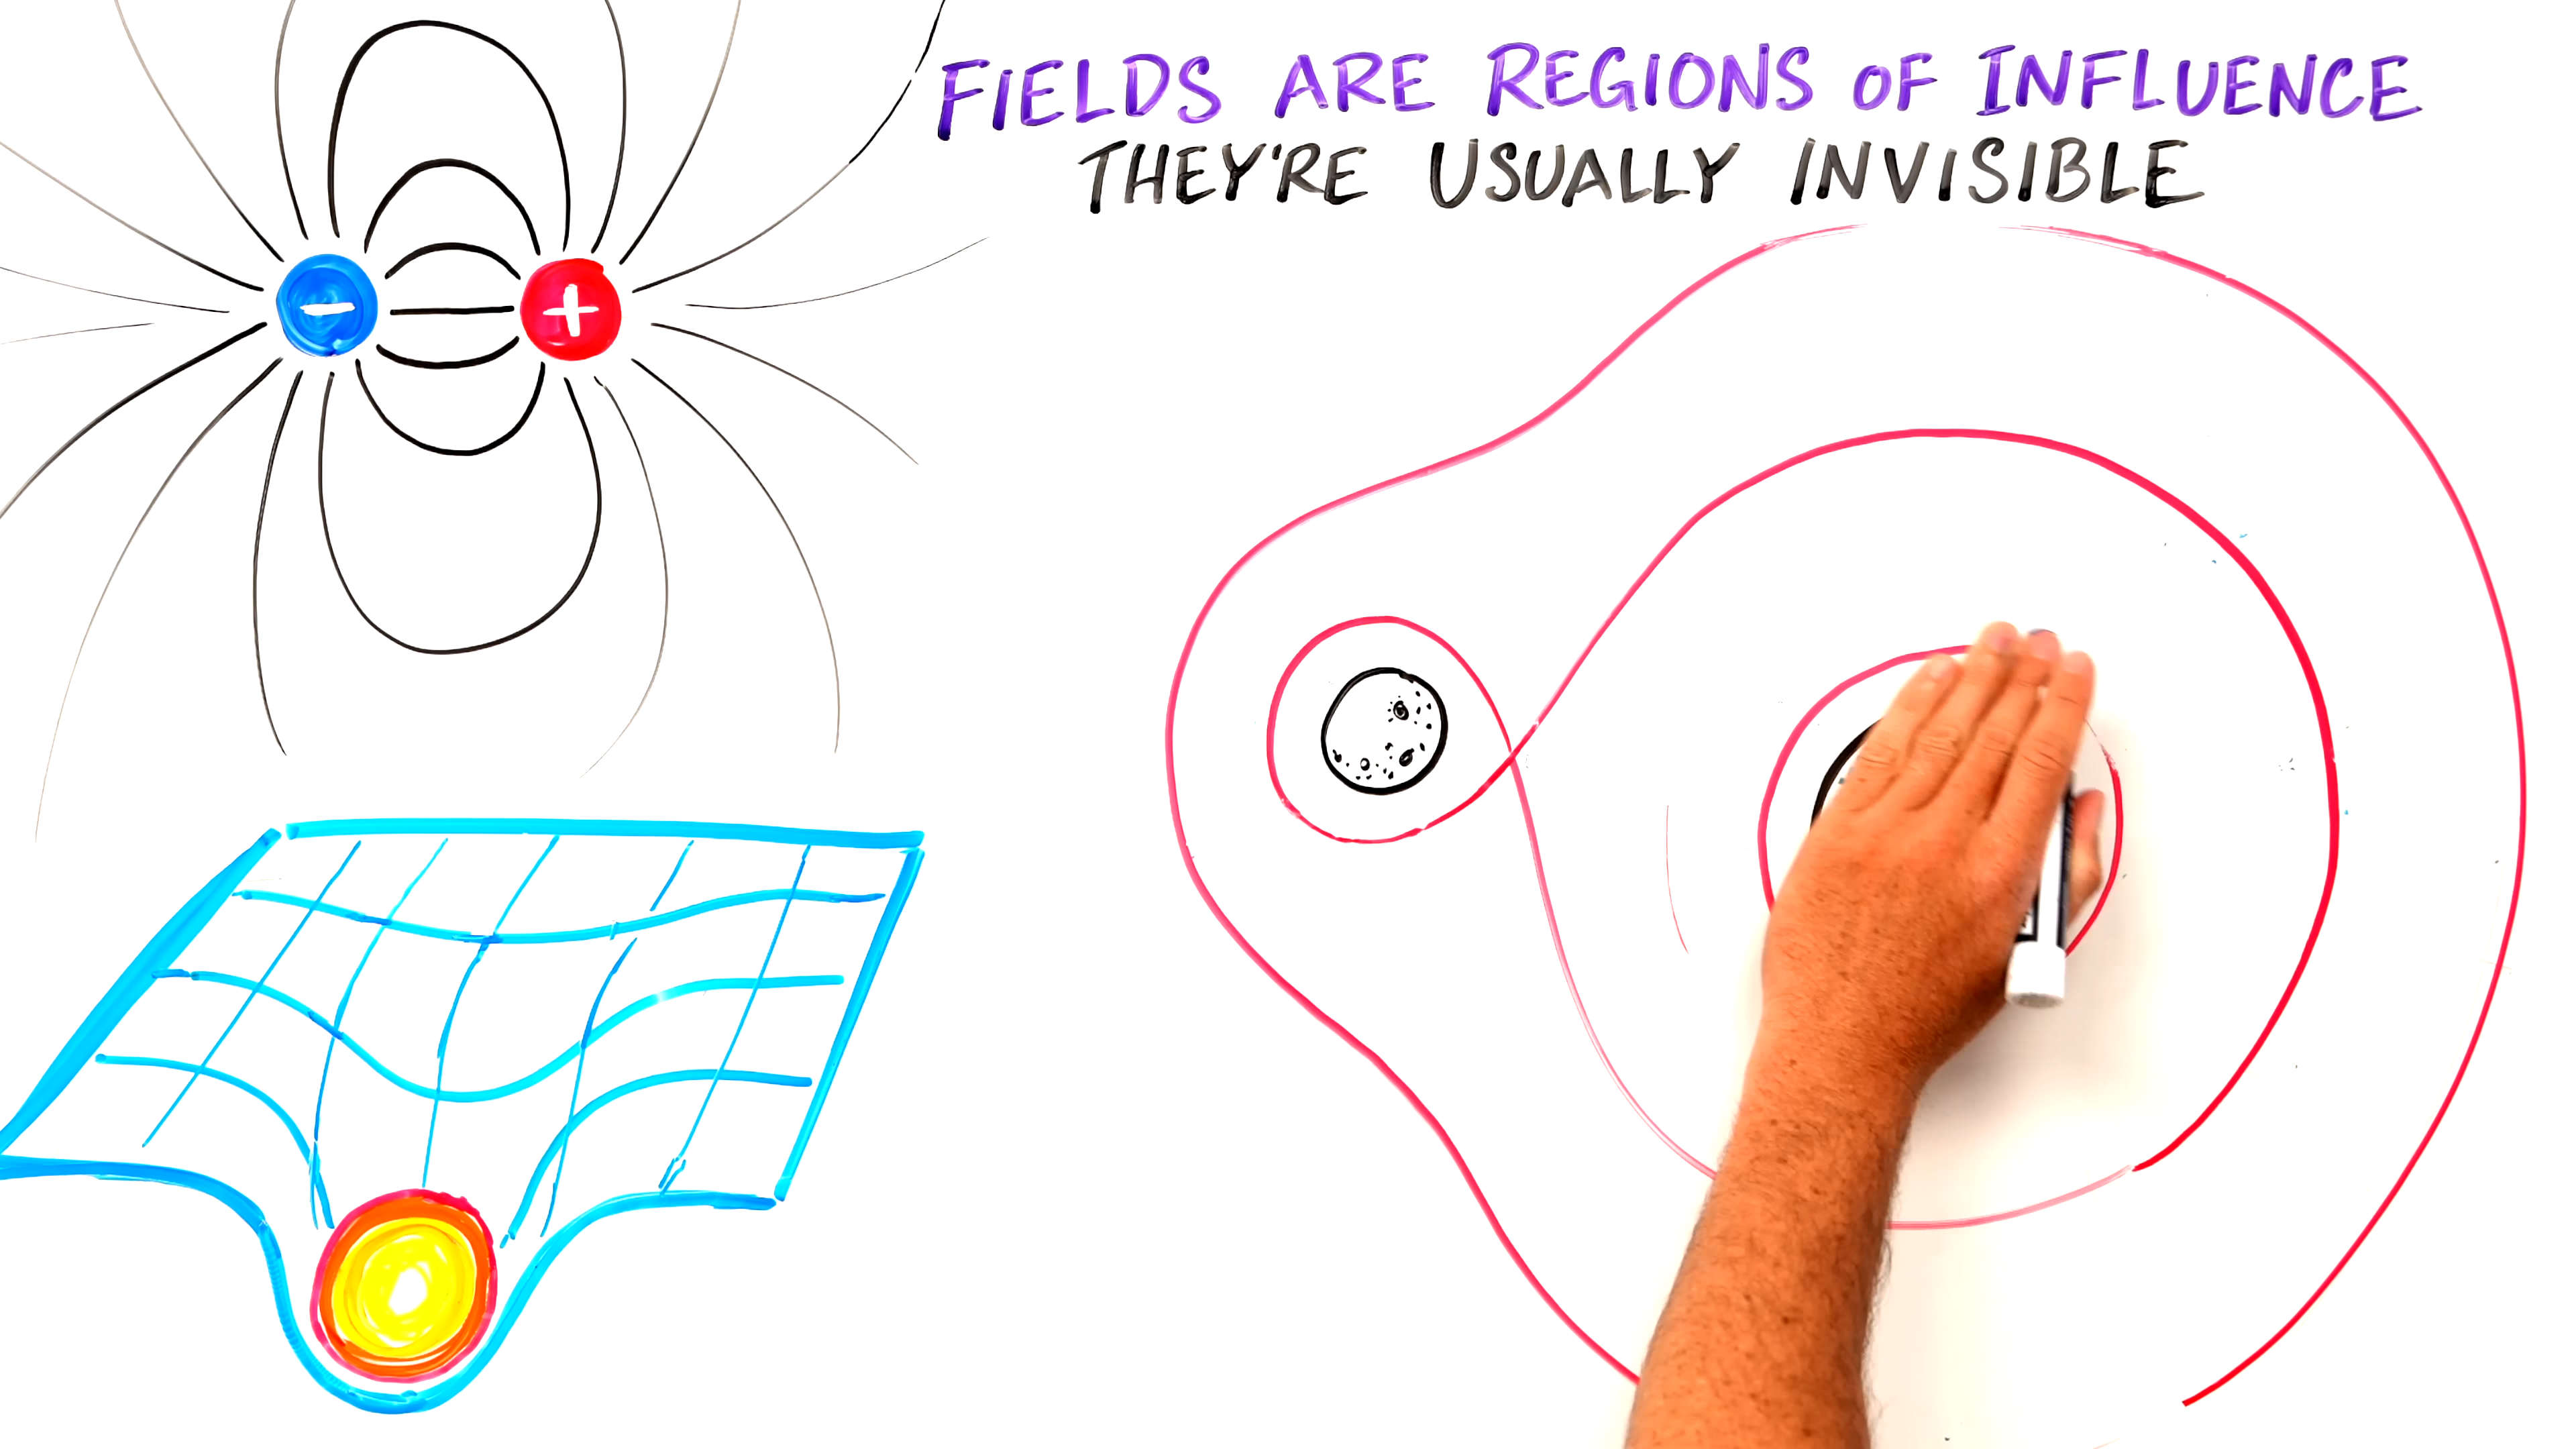 FIELDS ARE REGIONS OF INFLUENCE
THEY'RE USUALLY INVISIBLE
−
+